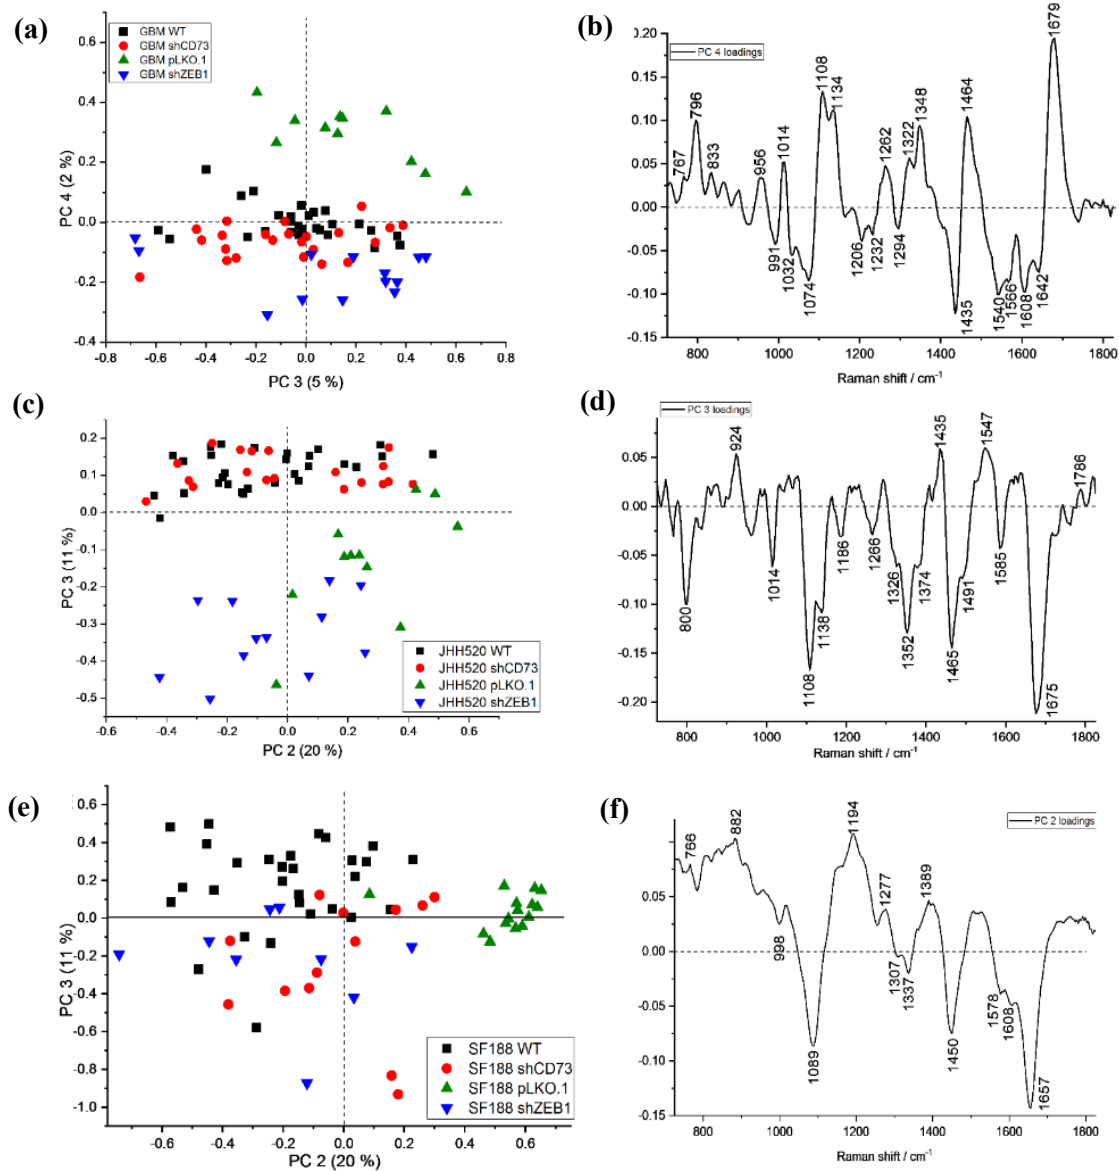 (a)
GBM WT
GBM shCD73
GBM pLKO.1
GBM shZEB1
0.6
0.4
0.2
0.0
-0.2
-0.4
PC 4 (2 %)
-0.8 -0.6 -0.4 -0.2 0.0 0.2 0.4 0.6 0.8
PC 3 (5 %)
(b)
PC 4 loadings
0.20
0.15
0.10
0.05
0.00
-0.05
-0.10
-0.15
767
796
833
956
991
1014
1032
1074
1108
1134
1206
1232
1262
1294
1322
1348
1435
1464
1540
1566
1608
1642
1679
800 1000 1200 1400 1600 1800
Raman shift / cm-1
(c)
0.2
0.1
0.0
-0.1
-0.2
-0.3
-0.4
-0.5
PC 3 (11 %)
JHH520 WT
JHH520 shCD73
JHH520 pLKO.1
JHH520 shZEB1
-0.6 -0.4 -0.2 0.0 0.2 0.4 0.6
PC 2 (20 %)
(d)
PC 3 loadings
0.05
0.00
-0.05
-0.10
-0.15
-0.20
800
924
1014
1108
1138
1186
1266
1326
1352
1374
1435
1465
1491
1547
1585
1675
1786
800 1000 1200 1400 1600 1800
Raman shift / cm-1
(e)
0.6
0.4
0.2
0.0
-0.2
-0.4
-0.6
-0.8
-1.0
PC 3 (11 %)
SF188 WT
SF188 shCD73
SF188 pLKO.1
SF188 shZEB1
-0.6 -0.4 -0.2 0.0 0.2 0.4 0.6
PC 2 (20 %)
(f)
PC 2 loadings
0.10
0.05
0.00
-0.05
-0.10
-0.15
766
882
998
1089
1194
1277
1307
1337
1389
1450
1578
1608
1657
800 1000 1200 1400 1600 1800
Raman shift / cm-1